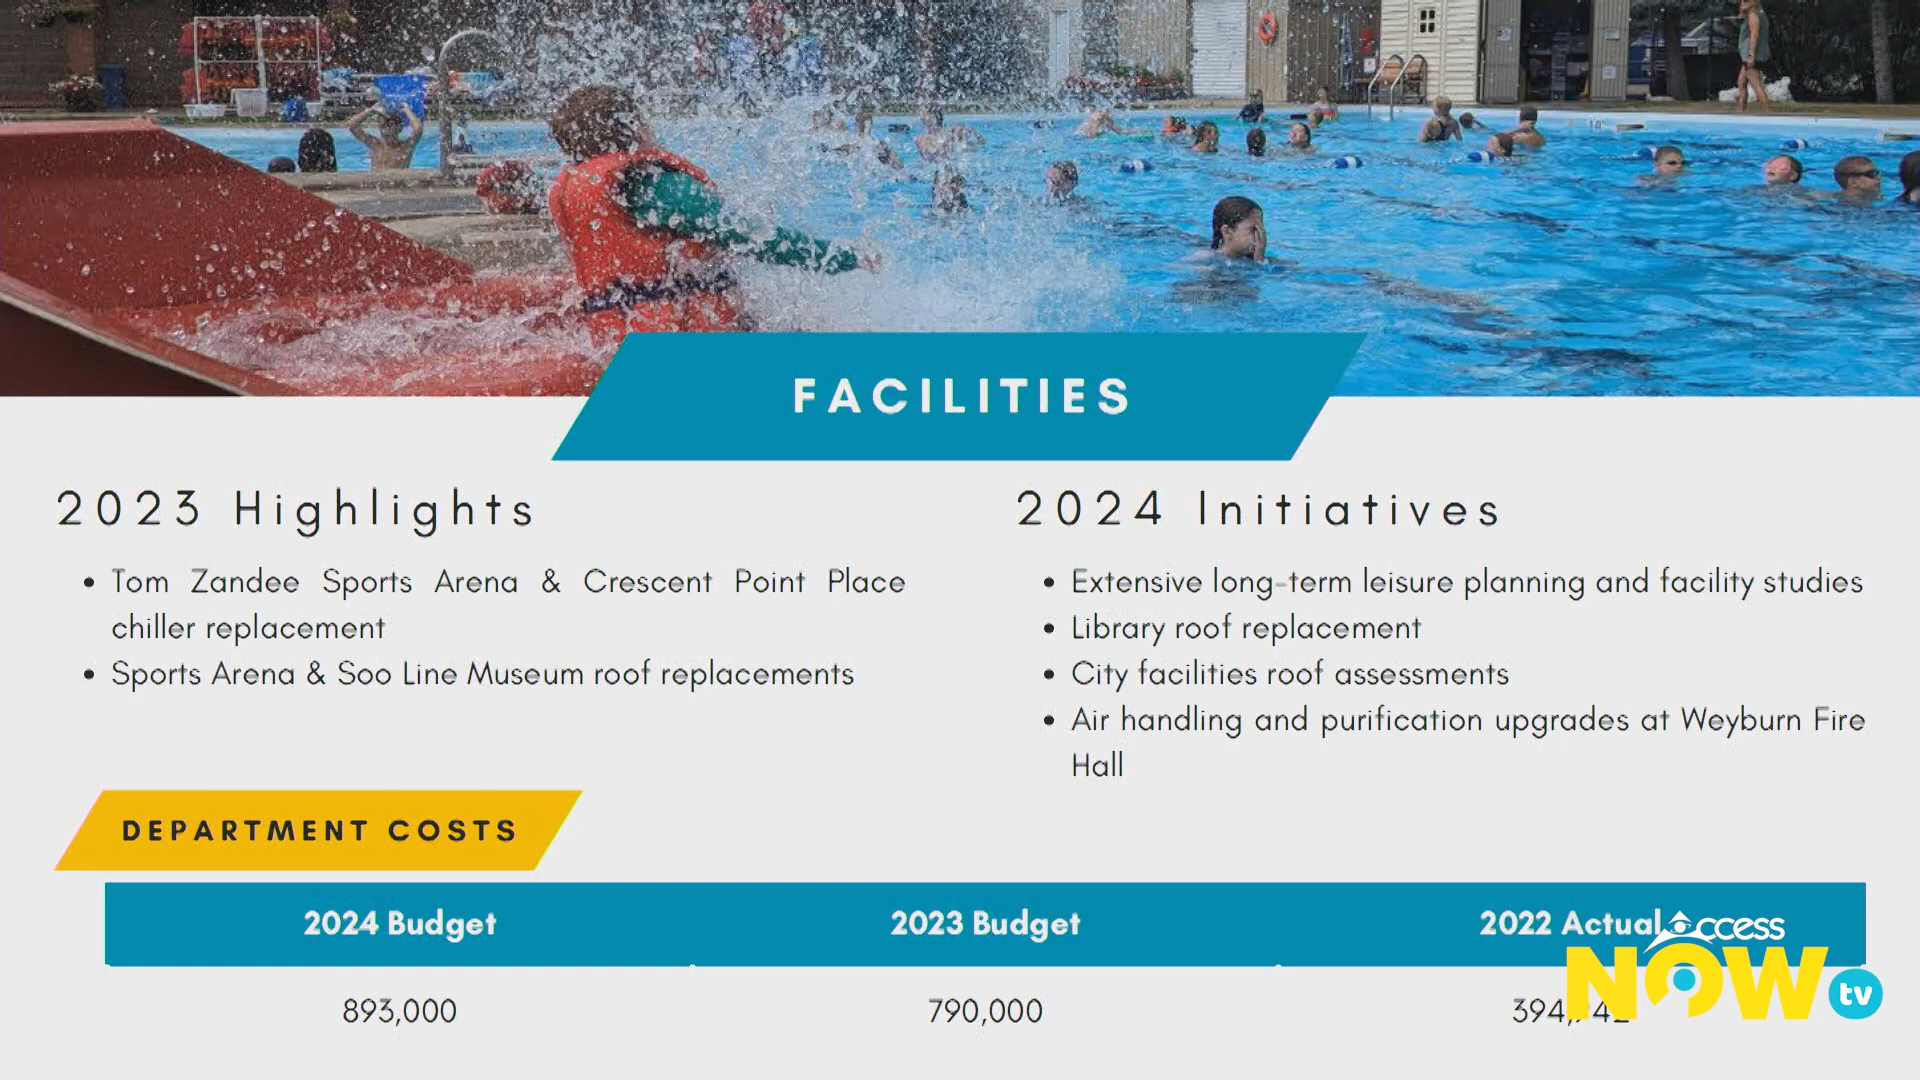 FACILITIES
2023 Highlights
• Tom Zandee Sports Arena & Crescent Point Place
chiller replacement
• Sports Arena & Soo Line Museum roof replacements
2024 Initiatives
• Extensive long-term leisure planning and facility studies
• Library roof replacement
• City facilities roof assessments
• Air handling and purification upgrades at Weyburn Fire
Hall
DEPARTMENT COSTS
2024 Budget 2023 Budget 2022 Actual
893,000 790,000
Access
NOW tv